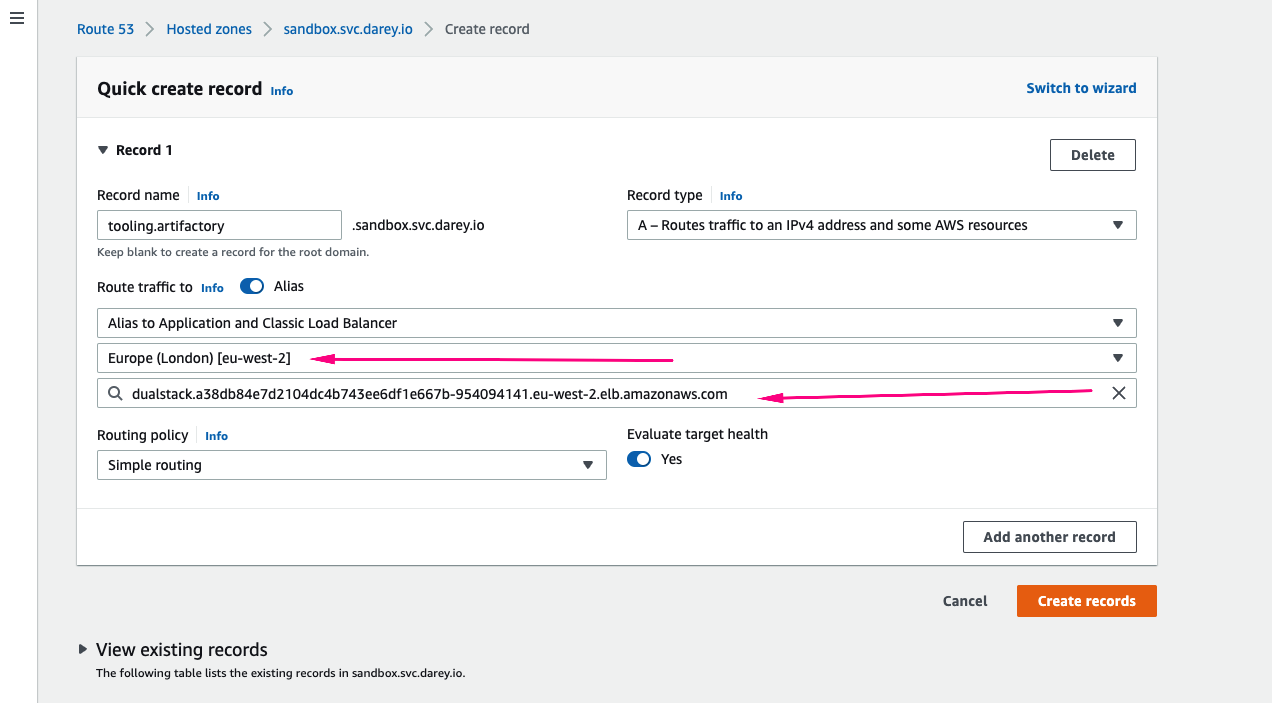 Route 53 > Hosted zones > sandbox.svc.darey.io > Create record
Quick create record Info
Switch to wizard
Record 1
Delete
Record name Info
tooling.artifactory .sandbox.svc.darey.io
Keep blank to create a record for the root domain.
Record type Info
A – Routes traffic to an IPv4 address and some AWS resources
Route traffic to Info Alias
Alias to Application and Classic Load Balancer
Europe (London) [eu-west-2]
dualstack.a38db84e7d2104dc4b743ee6df1e667b-954094141.eu-west-2.elb.amazonaws.com
Routing policy Info
Simple routing
Evaluate target health
Yes
Add another record
Cancel
Create records
View existing records
The following table lists the existing records in sandbox.svc.darey.io.